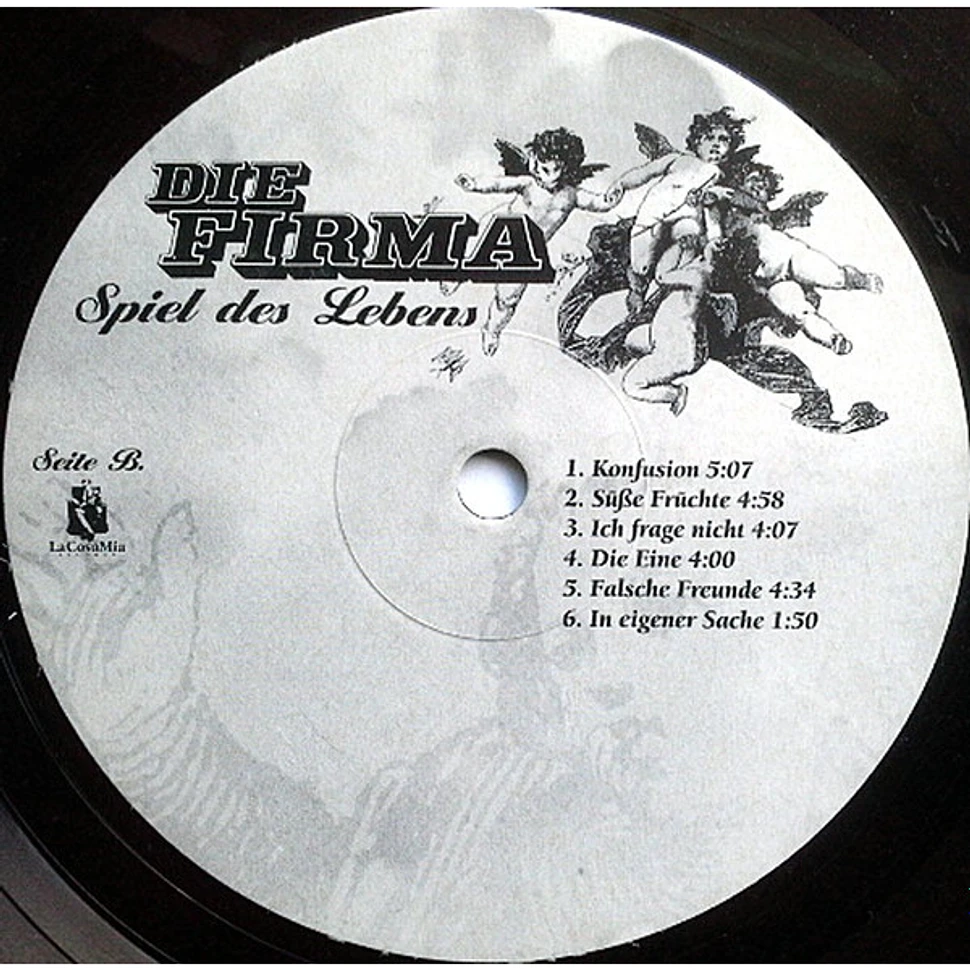 DIE
FIRMA
Spiel des Lebens
Seite B.
LaCosaMia
1. Konfusion 5:07
2. Süße Früchte 4:58
3. Ich frage nicht 4:07
4. Die Eine 4:00
5. Falsche Freunde 4:34
6. In eigener Sache 1:50